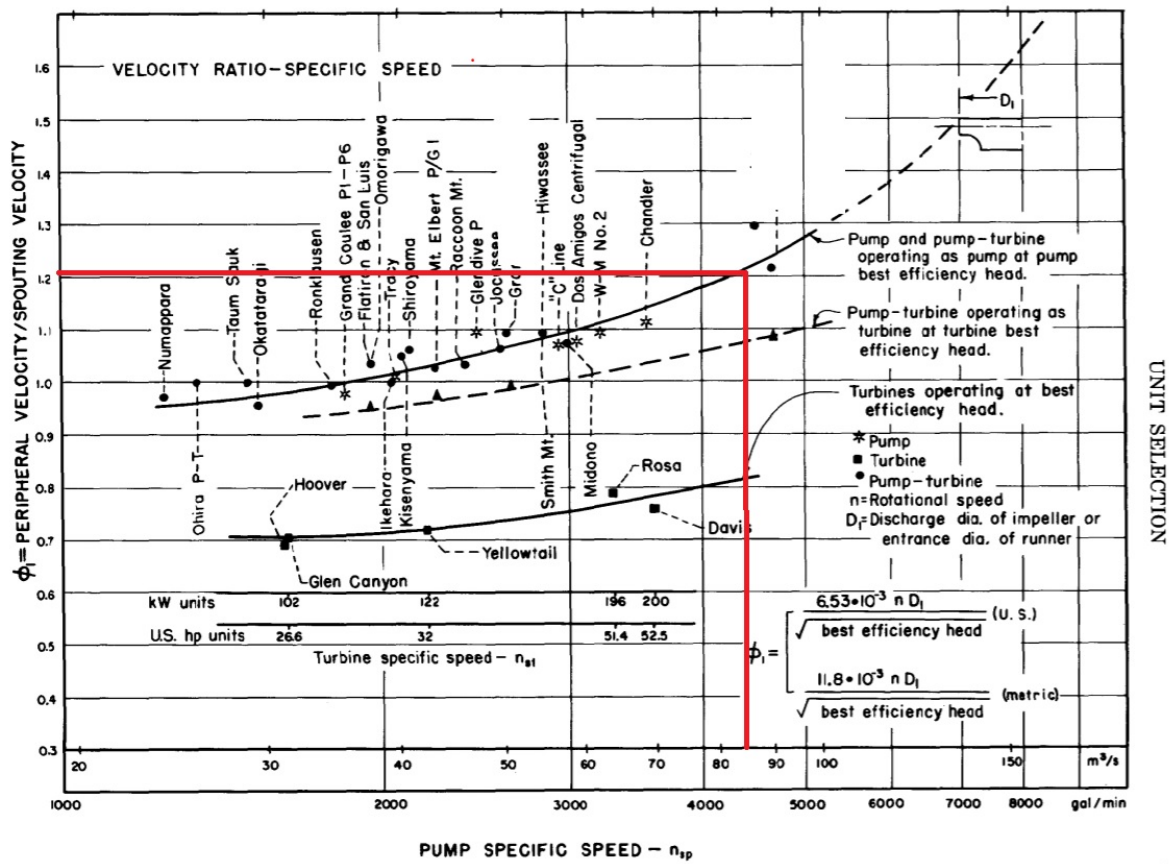 VELOCITY RATIO-SPECIFIC SPEED
ϕ₁= PERIPHERAL VELOCITY/SPOUTING VELOCITY
1.6
1.5
1.4
1.3
1.2
1.1
1.0
0.9
0.8
0.7
0.6
0.5
0.4
0.3
Numappara
Ohira P-T
Taum Sauk
Okatataragi
Ronkhausen
Grand Coulee P1-P6
Flatiron & San Luis
Omorigawa
Ikehara
Tracy
Kisenyama
Shiroyama
Mt. Elbert P/G 1
Raccoon Mt.
Glendive P
Jocassee
Graf
Hiwassee
Smith Mt.
"C" Line
Midono
Dos Amigos Centrifugal
W-M No. 2
Chandler
D₁
Pump and pump-turbine
operating as pump at pump
best efficiency head.
Pump-turbine operating as
turbine at turbine best
efficiency head.
Turbines operating at best
efficiency head.
Pump
Turbine
Pump-turbine
n=Rotational speed
D₁=Discharge dia. of impeller or
entrance dia. of runner
Hoover
Glen Canyon
Yellowtail
Rosa
Davis
kW units
102
122
196
200
U.S. hp units
26.6
32
51.4
52.5
Turbine specific speed- nst
ϕ₁=
6.53•10⁻³ n D₁
√best efficiency head
(U.S.)
11.8•10⁻³ n D₁
√best efficiency head
(metric)
20
30
40
50
60
70
80
90
100
150
m³/s
1000
2000
3000
4000
5000
6000
7000
8000
gal/min
PUMP SPECIFIC SPEED - nsp
UNIT SELECTION